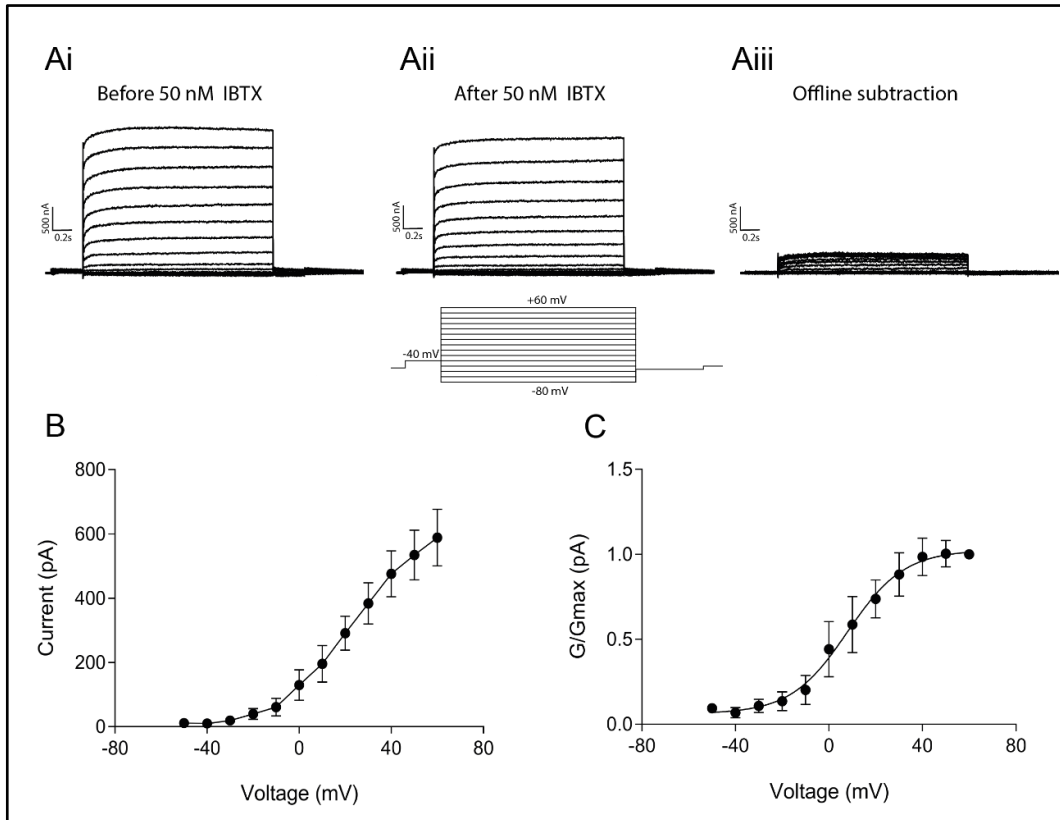 Ai
Before 50 nM IBTX
500 nA
0.2s
Aii
After 50 nM IBTX
500 nA
0.2s
Aiii
Offline subtraction
500 nA
0.2s
+60 mV
-40 mV
-80 mV
B
Current (pA)
800
600
400
200
0
-80
-40
0
40
80
Voltage (mV)
C
G/Gmax (pA)
1.5
1.0
0.5
0.0
-80
-40
0
40
80
Voltage (mV)